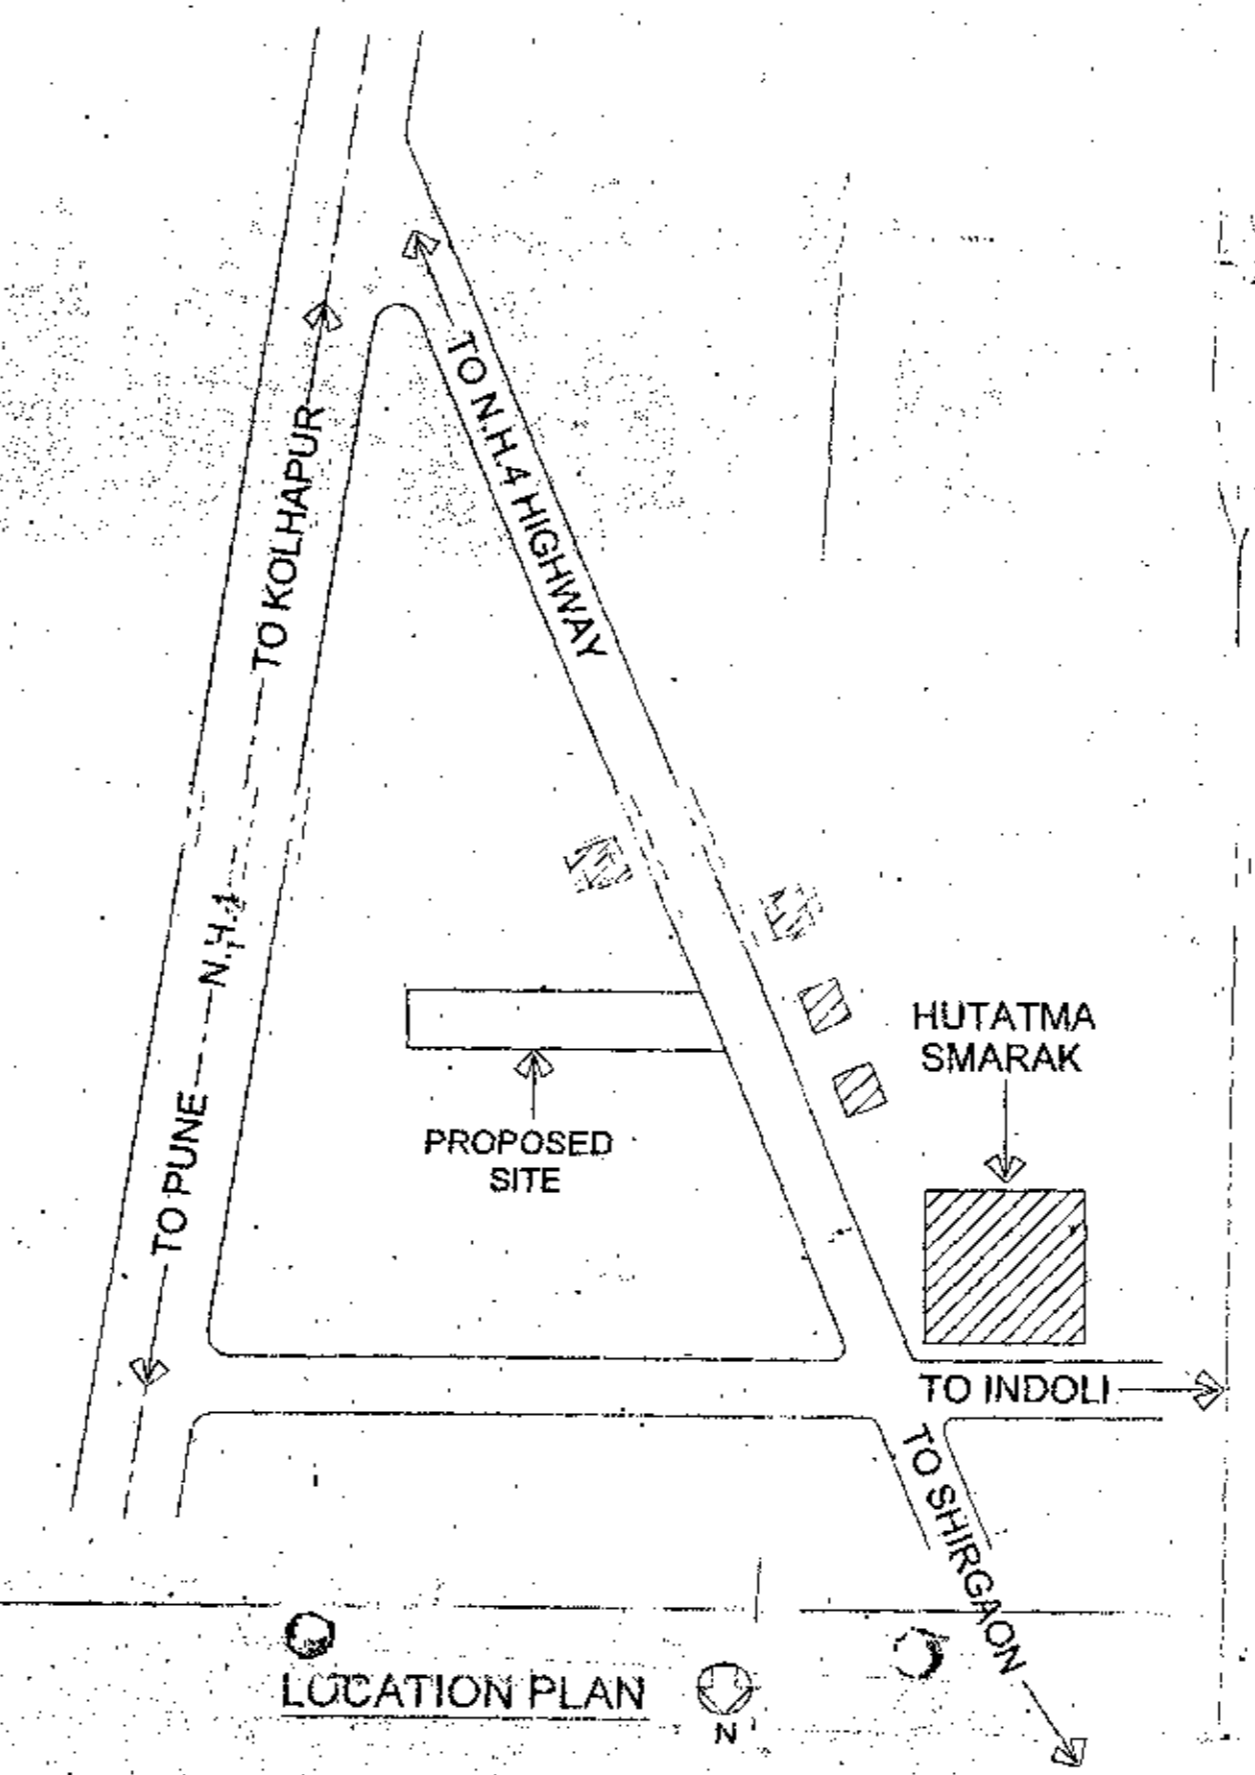 TO KOLHAPUR
TO N.H.4 HIGHWAY
N.H.4
TO PUNE
PROPOSED
SITE
HUTATMA
SMARAK
TO INDOLI
TO SHIRGAON
LOCATION PLAN
N